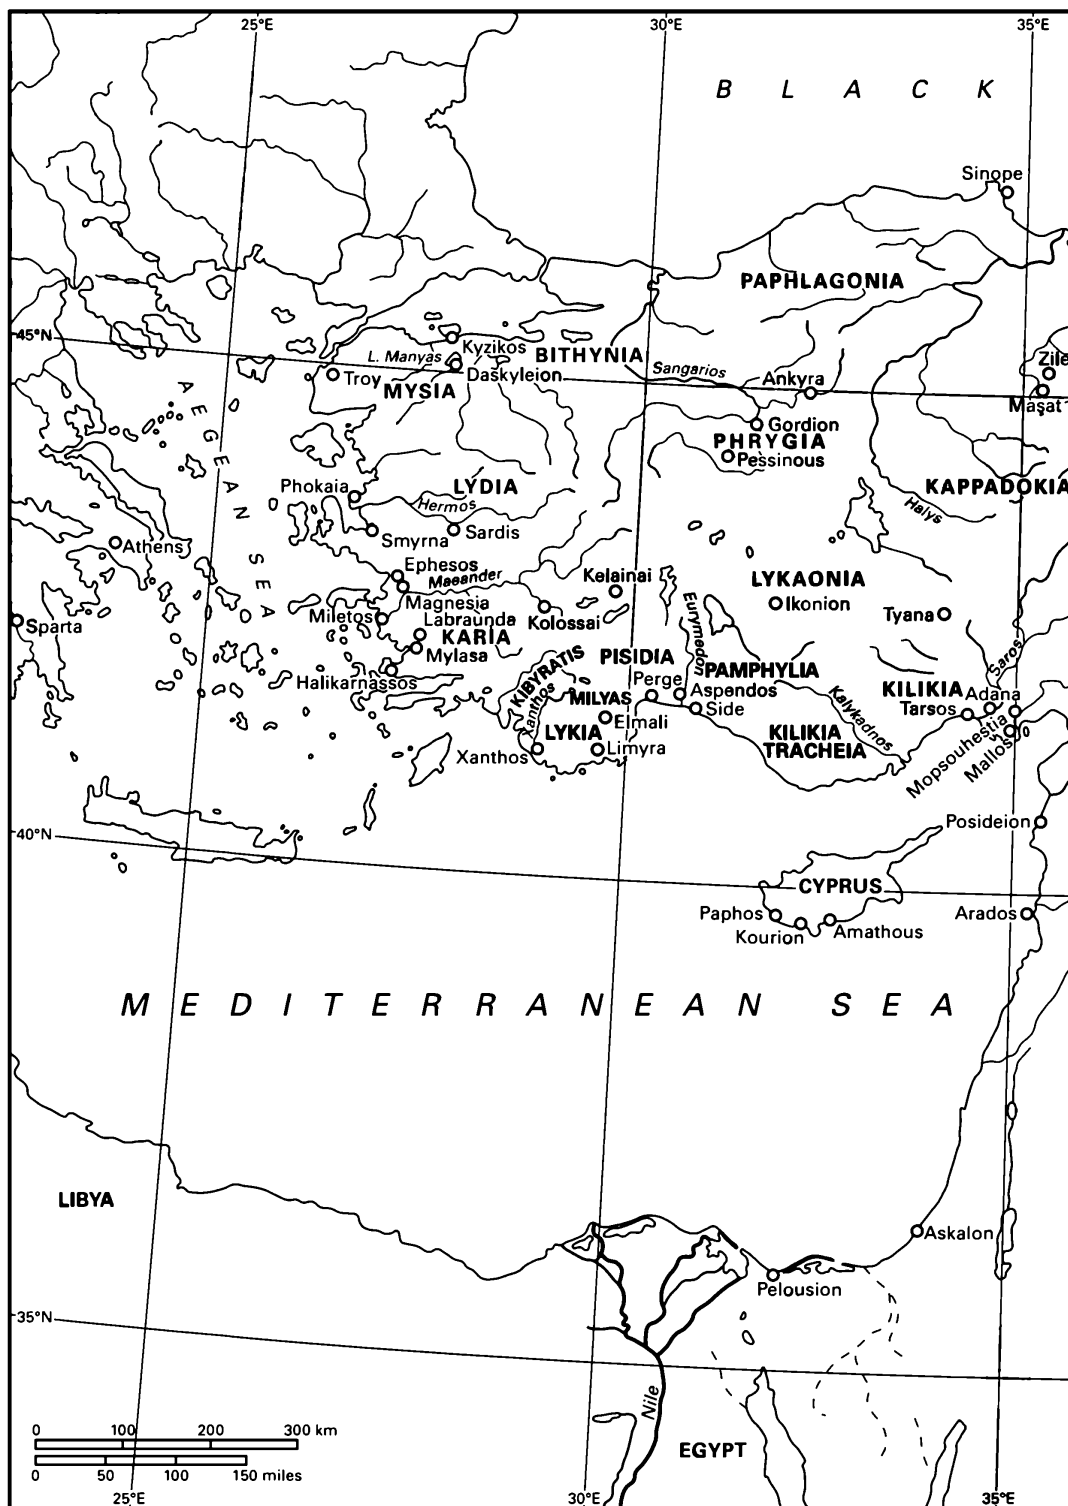 25°E
30°E
35°E
B L A C K
Sinope
PAPHLAGONIA
45°N
Kyzikos
L. Manyas
BITHYNIA
Sangarios
Zile
Troy
Daskyleion
Ankyra
MYSIA
Maşat
Gordion
PHRYGIA
Pessinous
AEGEAN SEA
Phokaia
LYDIA
KAPPADOKIA
Hermos
Halys
Smyrna
Sardis
Athens
Ephesos
Maeander
Kelainai
LYKAONIA
Magnesia
Ikonion
Miletos
Labraunda
Kolossai
Tyana
Sparta
KARIA
Eurymedon
Mylasa
PISIDIA
PAMPHYLIA
Saros
Halikarnassos
KIBYRATIS
Perge
Aspendos
KILIKIA
Adana
Xanthos
MILYAS
Side
Kalykadnos
Tarsos
Elmali
LYKIA
KILIKIA
TRACHEIA
Mopsouhestia
Xanthos
Limyra
Mallos
Posideion
40°N
CYPRUS
Paphos
Arados
Kourion
Amathous
MEDITERRANEAN SEA
LIBYA
Askalon
Pelousion
35°N
Nile
EGYPT
0 100 200 300 km
0 50 100 150 miles
25°E
30°E
35°E